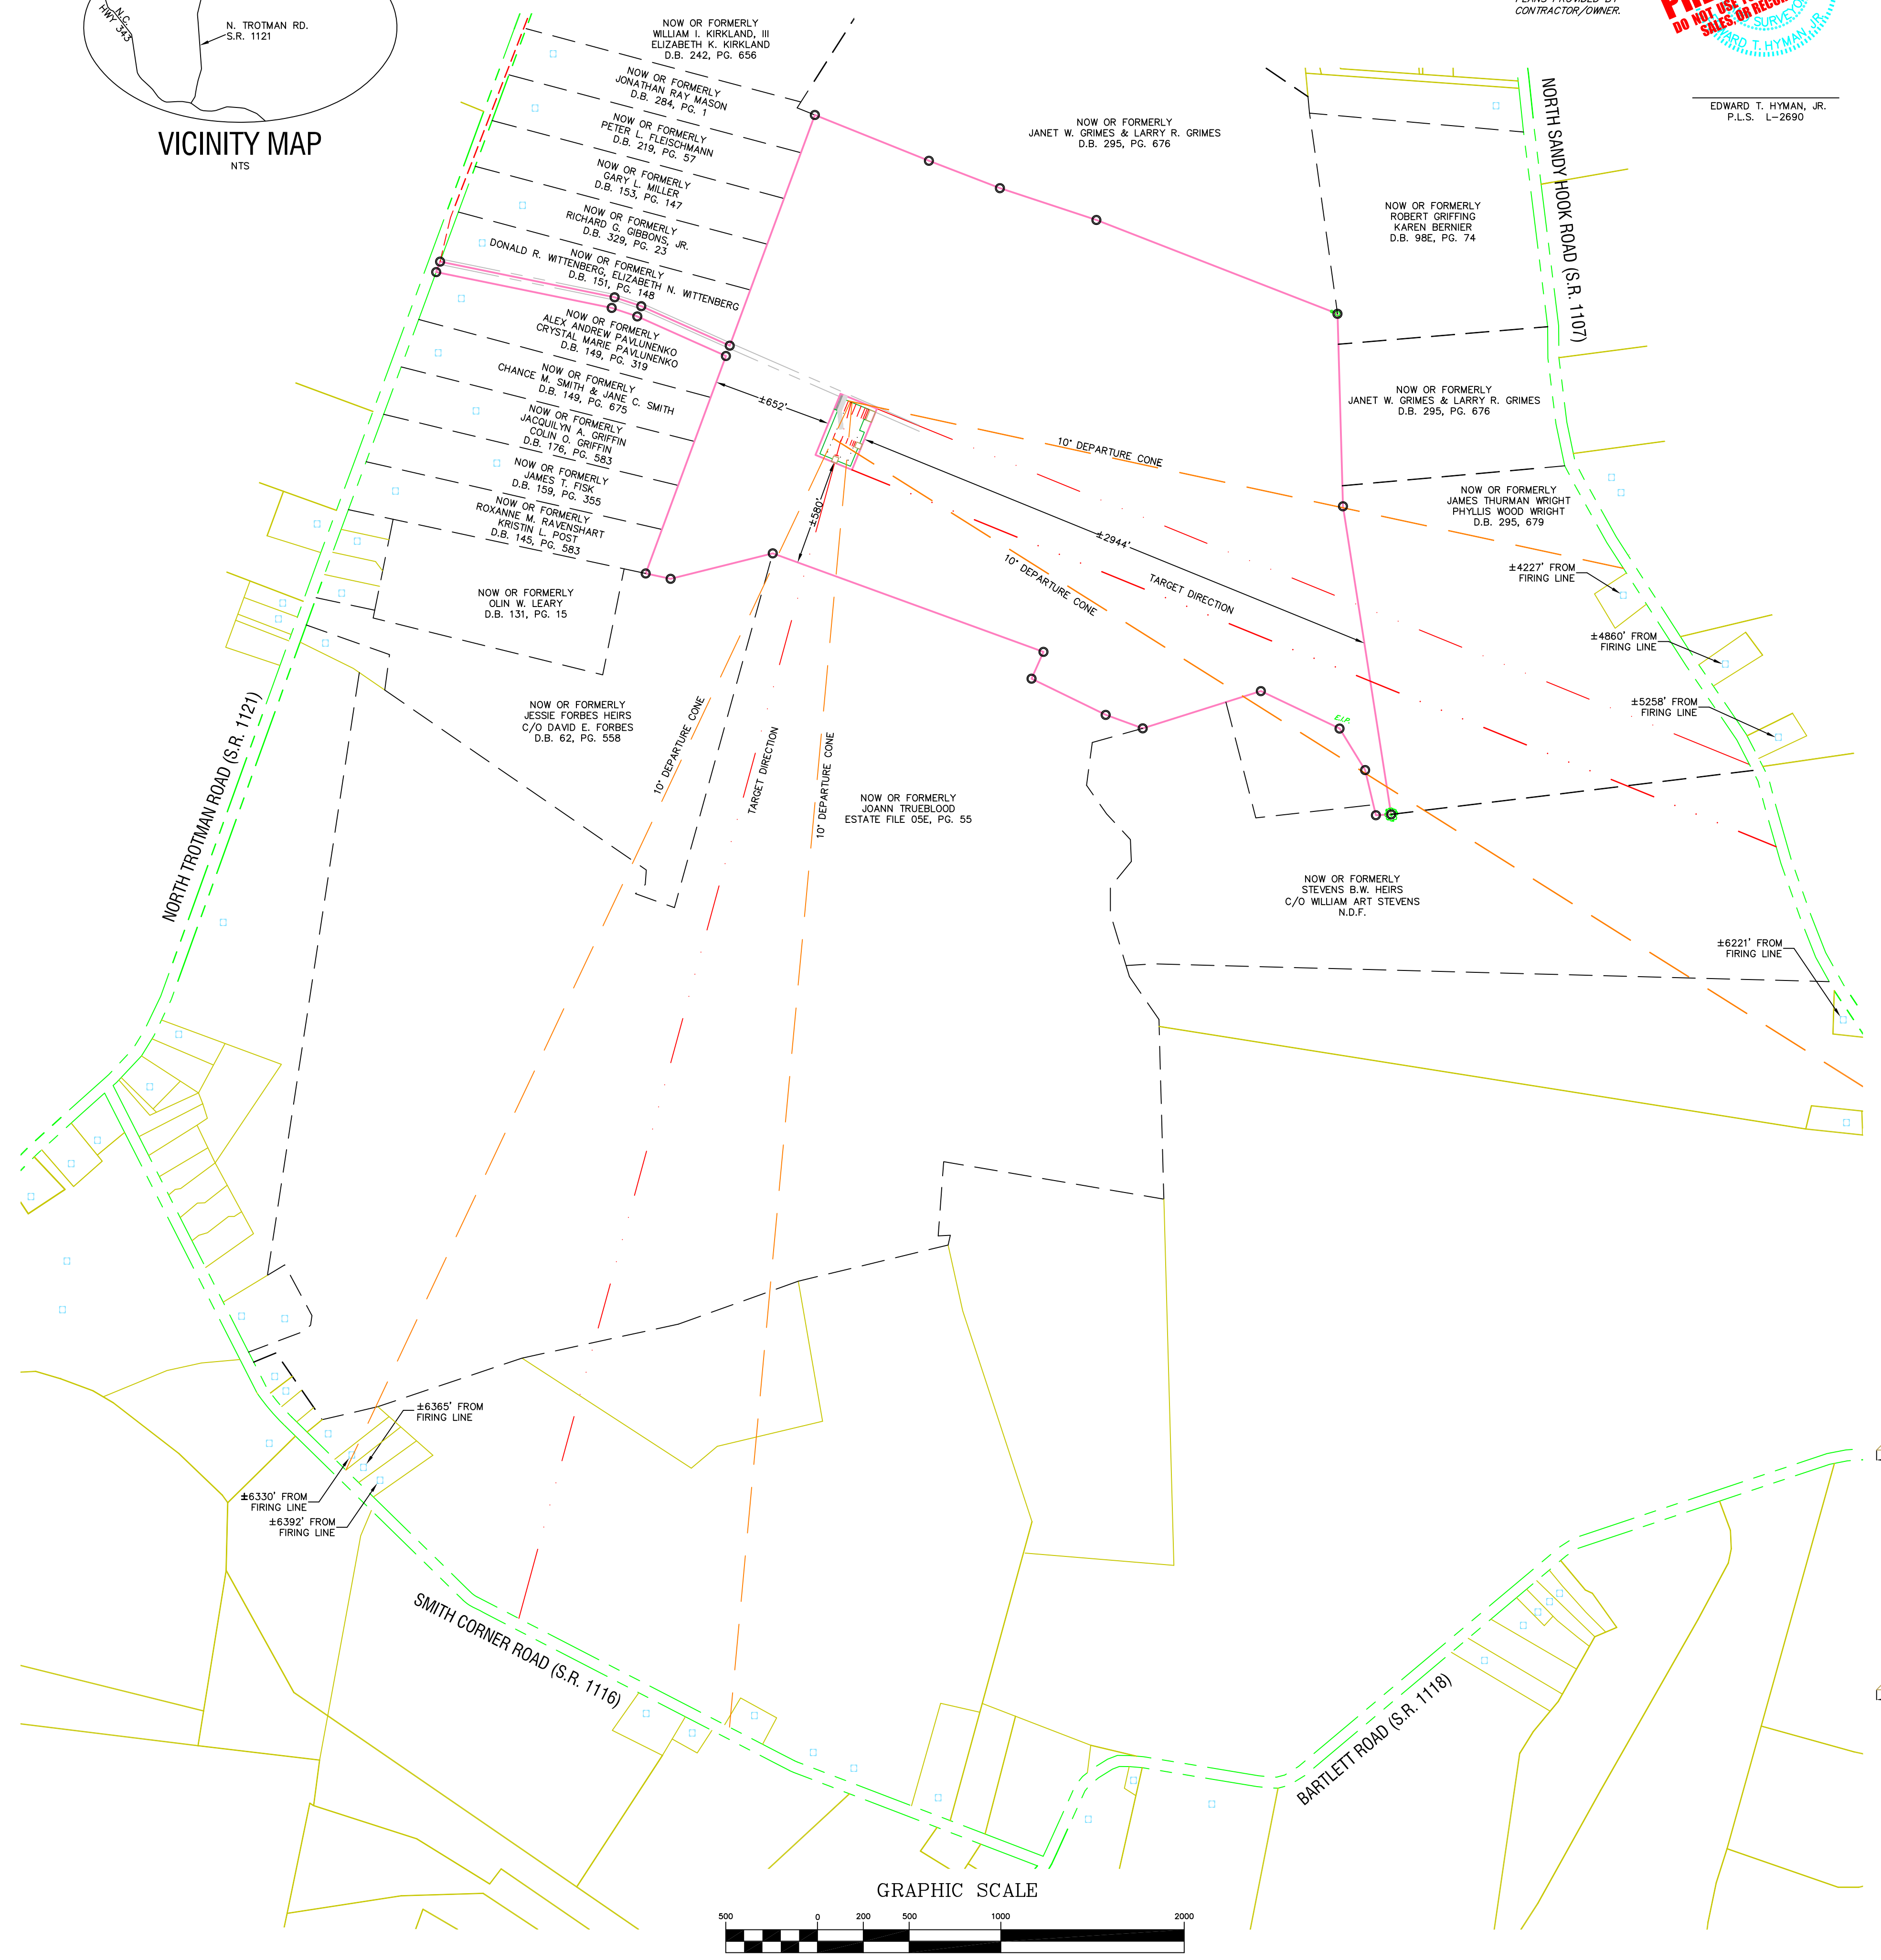 N.C.
HWY 343
N. TROTMAN RD.
S.R. 1121
VICINITY MAP
NTS
CONTRACTOR/OWNER.
DO NOT USE
SALES, OR
SURVEYOR
EDWARD T. HYMAN, JR.
P.L.S. L-2690
NOW OR FORMERLY
WILLIAM I. KIRKLAND, III
ELIZABETH K. KIRKLAND
D.B. 242, PG. 656
NOW OR FORMERLY
JONATHAN RAY MASON
D.B. 284, PG. 1
NOW OR FORMERLY
PETER L. FLEISCHMANN
D.B. 219, PG. 57
NOW OR FORMERLY
GARY L. MILLER
D.B. 153, PG. 147
NOW OR FORMERLY
RICHARD G. GIBBONS, JR.
D.B. 329, PG. 23
NOW OR FORMERLY
DONALD R. WITTENBERG, ELIZABETH N. WITTENBERG
D.B. 151, PG. 148
NOW OR FORMERLY
ALEX ANDREW PAVLUNENKO
CRYSTAL MARIE PAVLUNENKO
D.B. 149, PG. 319
NOW OR FORMERLY
CHANCE M. SMITH & JANE C. SMITH
D.B. 149, PG. 675
NOW OR FORMERLY
JACQUILYN A. GRIFFIN
COLIN O. GRIFFIN
D.B. 176, PG. 583
NOW OR FORMERLY
JAMES T. FISK
D.B. 159, PG. 355
NOW OR FORMERLY
ROXANNE M. RAVENSHART
KRISTIN L. POST
D.B. 145, PG. 583
NOW OR FORMERLY
OLIN W. LEARY
D.B. 131, PG. 15
NOW OR FORMERLY
JESSIE FORBES HEIRS
C/O DAVID E. FORBES
D.B. 62, PG. 558
NOW OR FORMERLY
JANET W. GRIMES & LARRY R. GRIMES
D.B. 295, PG. 676
NOW OR FORMERLY
ROBERT GRIFFING
KAREN BERNIER
D.B. 98E, PG. 74
NORTH SANDY HOOK ROAD (S.R. 1107)
NOW OR FORMERLY
JANET W. GRIMES & LARRY R. GRIMES
D.B. 295, PG. 676
NOW OR FORMERLY
JAMES THURMAN WRIGHT
PHYLLIS WOOD WRIGHT
D.B. 295, 679
±652'
±580'
±2944'
10° DEPARTURE CONE
10° DEPARTURE CONE
TARGET DIRECTION
±4227' FROM
FIRING LINE
±4860' FROM
FIRING LINE
±5258' FROM
FIRING LINE
±6221' FROM
FIRING LINE
E.I.P.
NORTH TROTMAN ROAD (S.R. 1121)
10° DEPARTURE CONE
TARGET DIRECTION
10° DEPARTURE CONE
NOW OR FORMERLY
JOANN TRUEBLOOD
ESTATE FILE 05E, PG. 55
NOW OR FORMERLY
STEVENS B.W. HEIRS
C/O WILLIAM ART STEVENS
N.D.F.
±6365' FROM
FIRING LINE
±6330' FROM
FIRING LINE
±6392' FROM
FIRING LINE
SMITH CORNER ROAD (S.R. 1116)
BARTLETT ROAD (S.R. 1118)
GRAPHIC SCALE
500 0 200 500 1000 2000